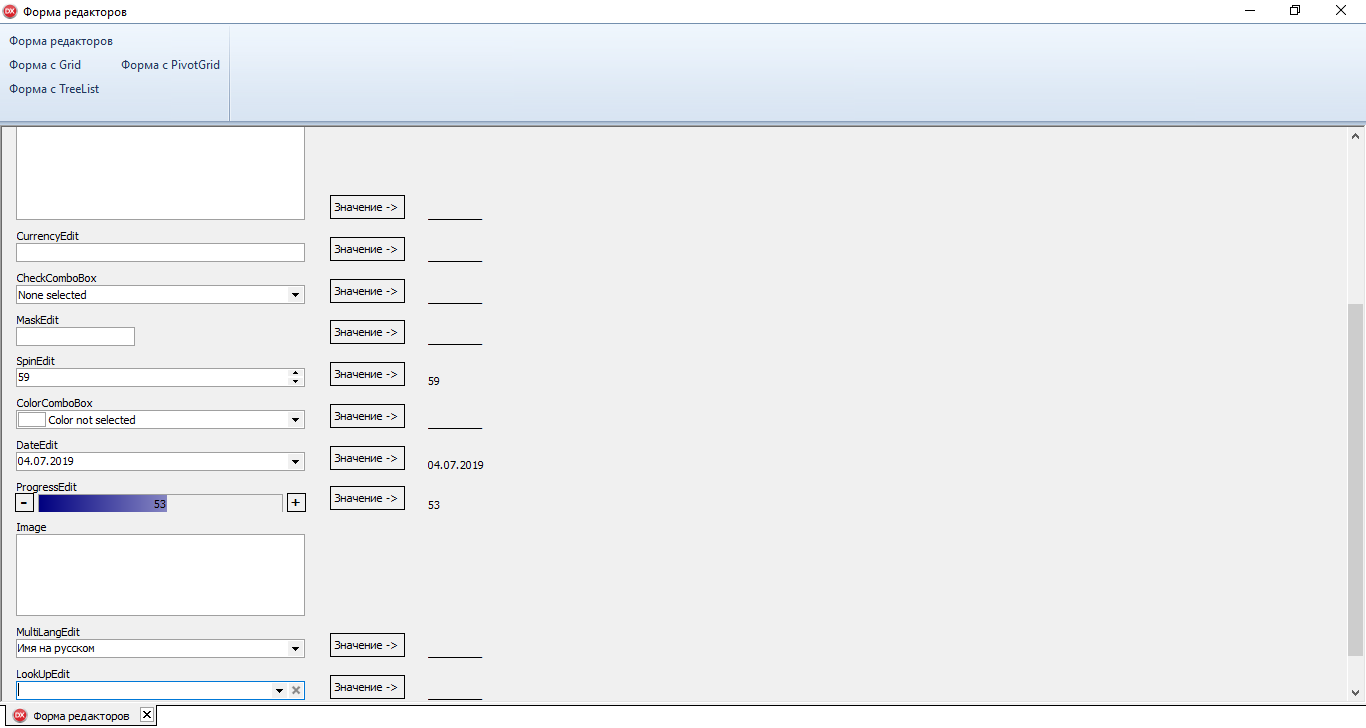 DX Форма редакторов
Форма редакторов
Форма с Grid Форма с PivotGrid
Форма с TreeList
Значение ->
CurrencyEdit
Значение ->
CheckComboBox
None selected Значение ->
MaskEdit
Значение ->
SpinEdit
59 Значение -> 59
ColorComboBox
Color not selected Значение ->
DateEdit
04.07.2019 Значение -> 04.07.2019
ProgressEdit
- 53 + Значение -> 53
Image
MultiLangEdit
Имя на русском Значение ->
LookUpEdit
Значение ->
DX Форма редакторов